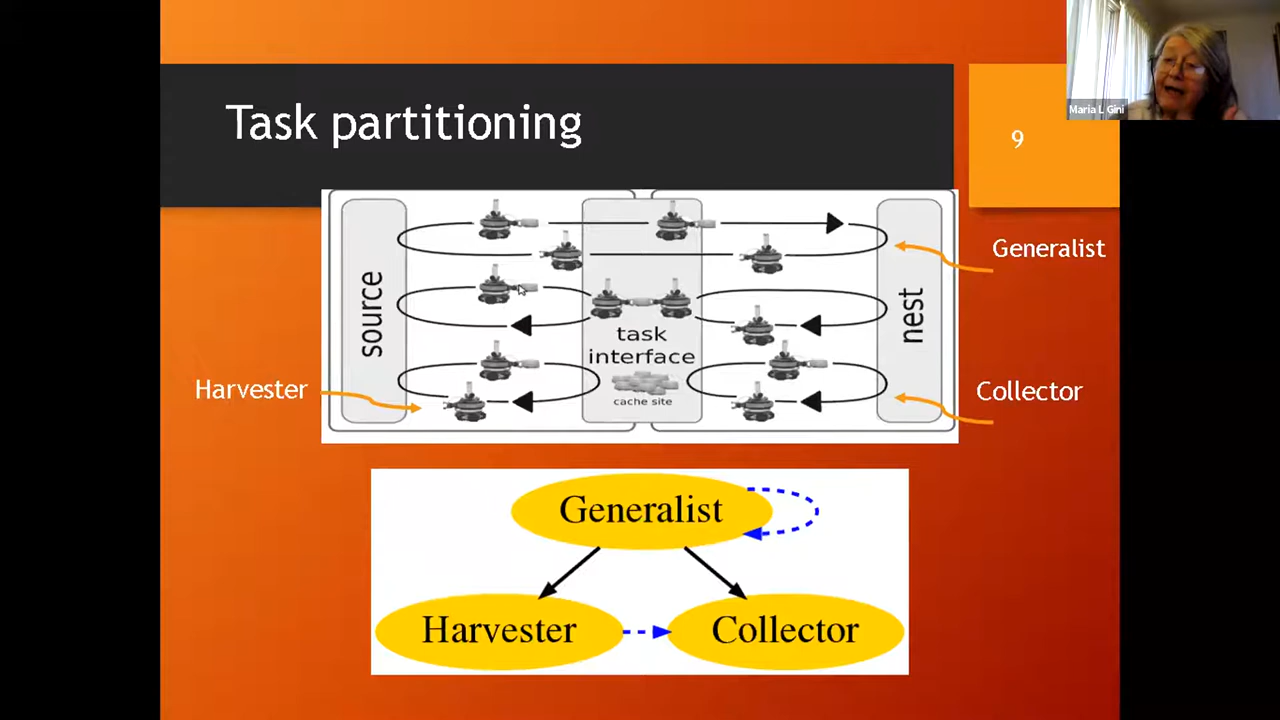 Maria L Gini
Task partitioning
9
Generalist
source
nest
task
interface
cache site
Harvester
Collector
Generalist
Harvester
Collector